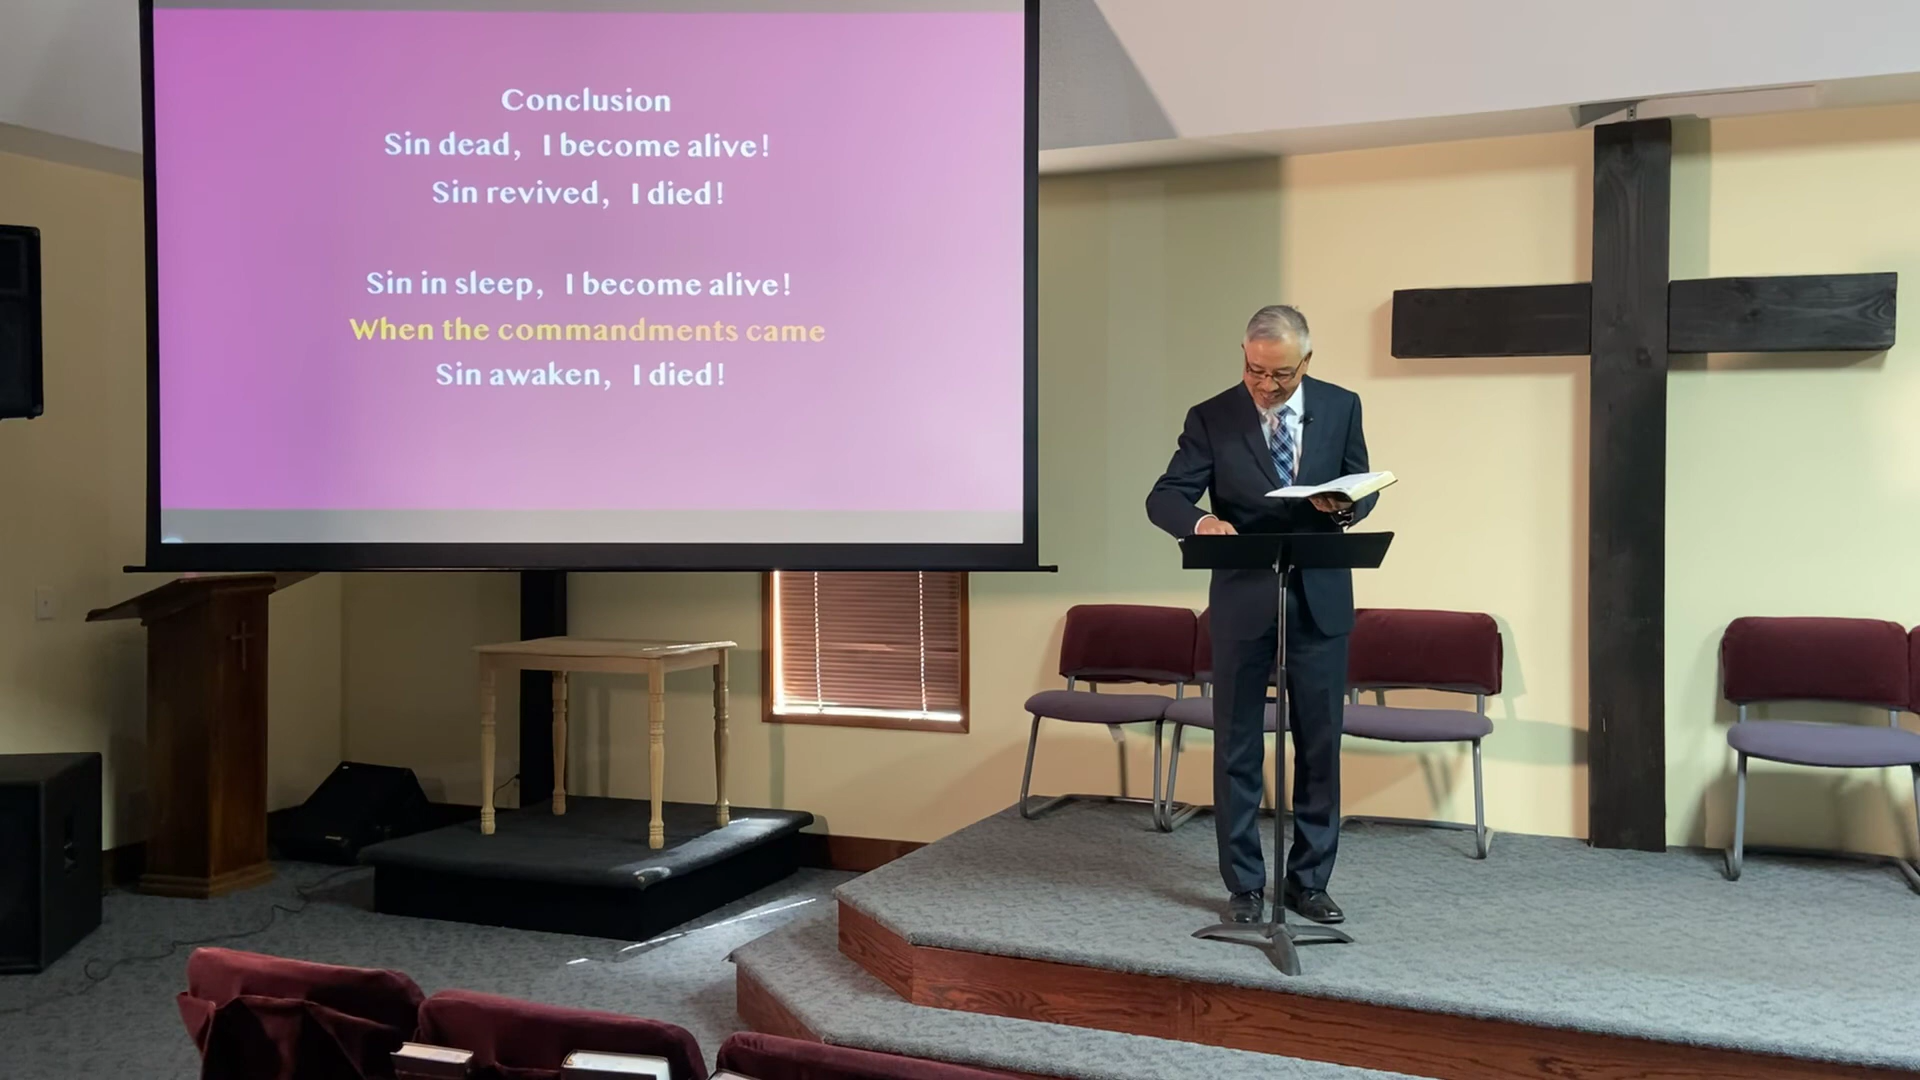 Conclusion
Sin dead, I become alive!
Sin revived, I died!
Sin in sleep, I become alive!
When the commandments came
Sin awaken, I died!